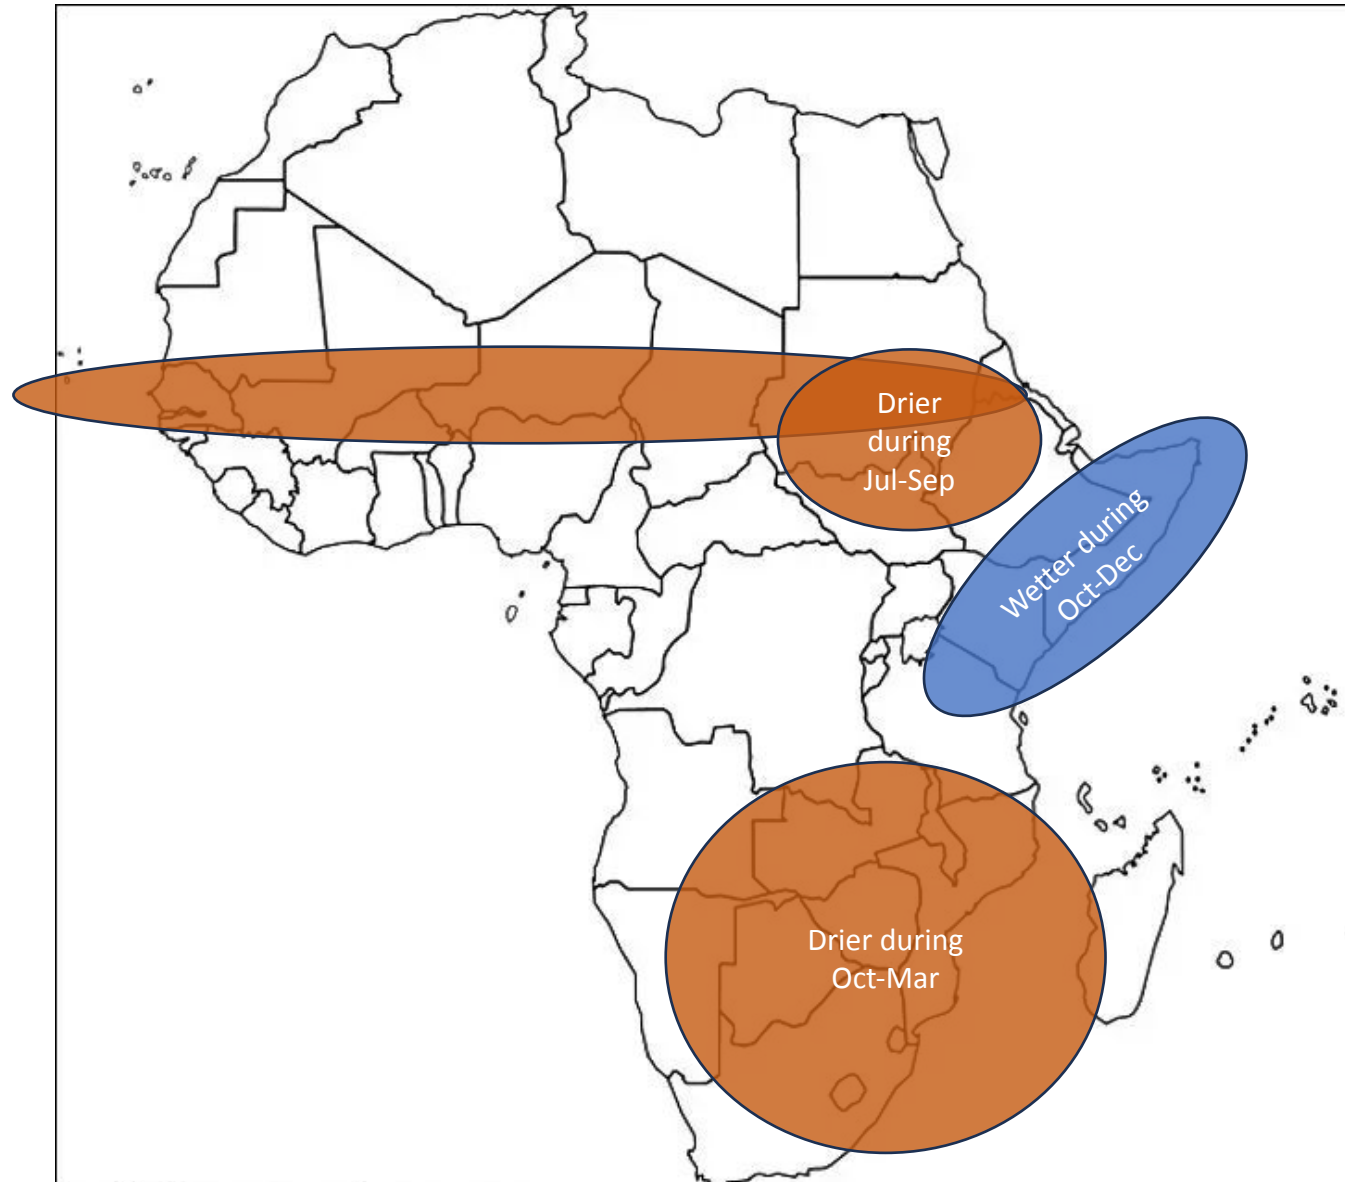 Drier
during
Jul-Sep
Wetter during
Oct-Dec
Drier during
Oct-Mar